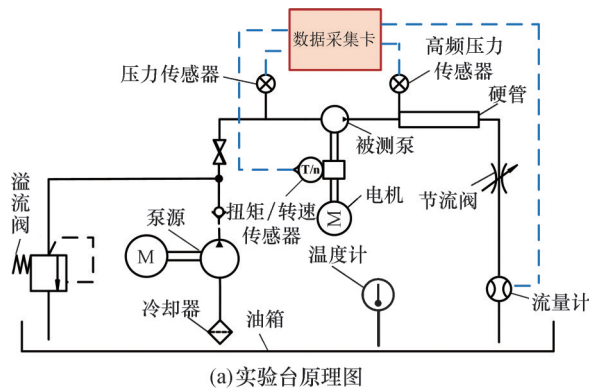 数据采集卡
高频压力
传感器
压力传感器
硬管
被测泵
T/n
溢
流
阀
扭矩/转速
传感器
电机
M
节流阀
泵源
M
温度计
冷却器
油箱
流量计
(a)实验台原理图